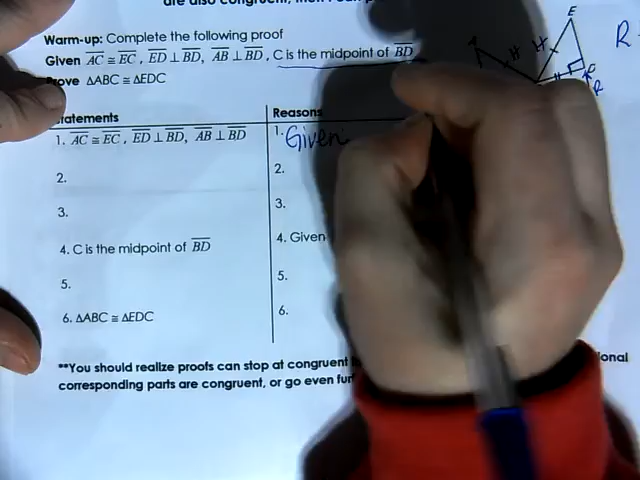 are also congruent, then
Warm-up: Complete the following proof
Given AC ≅ EC, ED ⊥ BD, AB ⊥ BD, C is the midpoint of BD
Prove ΔABC ≅ ΔEDC
Statements Reasons
1. AC ≅ EC, ED ⊥ BD, AB ⊥ BD 1. Given
2. 2.
3. 3.
4. C is the midpoint of BD 4. Given
5. 5.
6. ΔABC ≅ ΔEDC 6.
**You should realize proofs can stop at congruent
corresponding parts are congruent, or go even
E
H
H
R
R